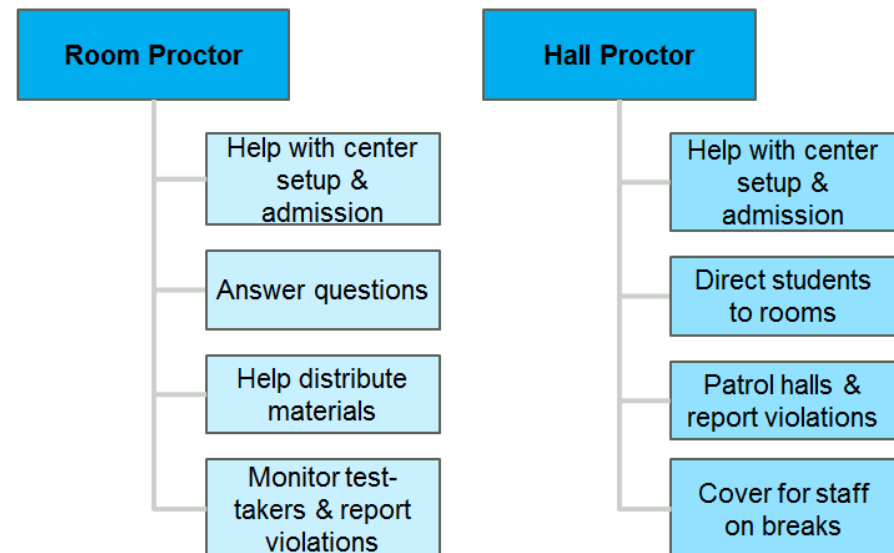 Room Proctor
Help with center
setup &
admission
Answer questions
Help distribute
materials
Monitor test-
takers & report
violations
Hall Proctor
Help with center
setup &
admission
Direct students
to rooms
Patrol halls &
report violations
Cover for staff
on breaks